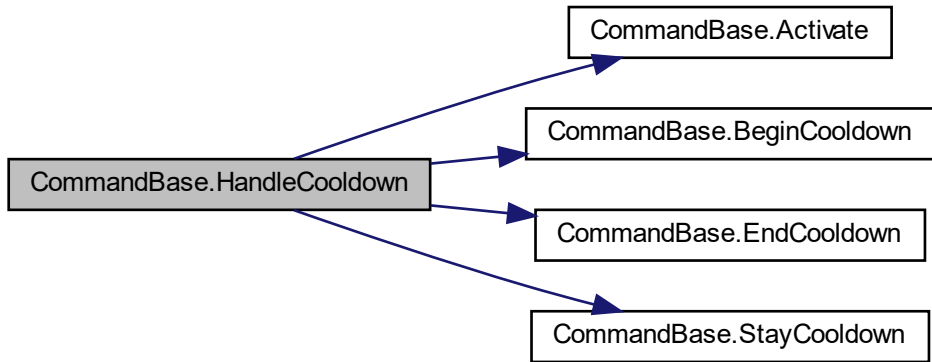 CommandBase.Activate
CommandBase.BeginCooldown
CommandBase.HandleCooldown
CommandBase.EndCooldown
CommandBase.StayCooldown